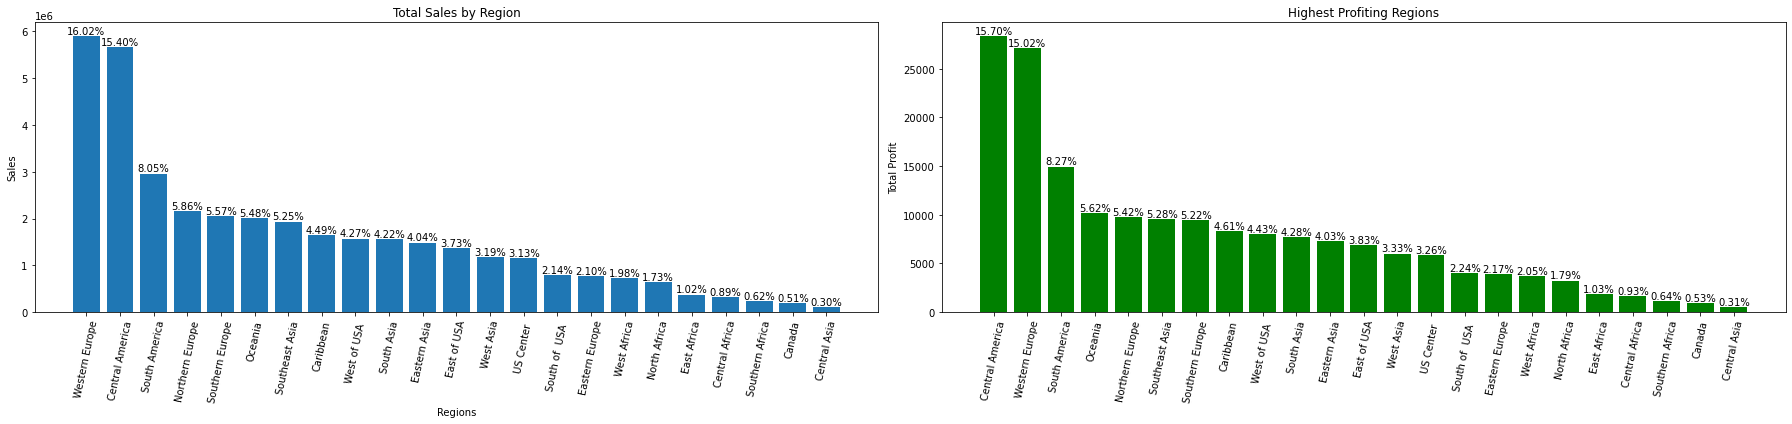 Total Sales by Region
1e6
Sales
6
5
4
3
2
1
0
16.02%
15.40%
8.05%
5.86%
5.57%
5.48%
5.25%
4.49%
4.27%
4.22%
4.04%
3.73%
3.19%
3.13%
2.14%
2.10%
1.98%
1.73%
1.02%
0.89%
0.62%
0.51%
0.30%
Western Europe
Central America
South America
Northern Europe
Southern Europe
Oceania
Southeast Asia
Caribbean
West of USA
South Asia
Eastern Asia
East of USA
West Asia
US Center
South of  USA
Eastern Europe
West Africa
North Africa
East Africa
Central Africa
Southern Africa
Canada
Central Asia
Regions
Highest Profiting Regions
Total Profit
25000
20000
15000
10000
5000
0
15.70%
15.02%
8.27%
5.62%
5.42%
5.28%
5.22%
4.61%
4.43%
4.28%
4.03%
3.83%
3.33%
3.26%
2.24%
2.17%
2.05%
1.79%
1.03%
0.93%
0.64%
0.53%
0.31%
Central America
Western Europe
South America
Oceania
Northern Europe
Southeast Asia
Southern Europe
Caribbean
West of USA
South Asia
Eastern Asia
East of USA
West Asia
US Center
South of  USA
Eastern Europe
West Africa
North Africa
East Africa
Central Africa
Southern Africa
Canada
Central Asia